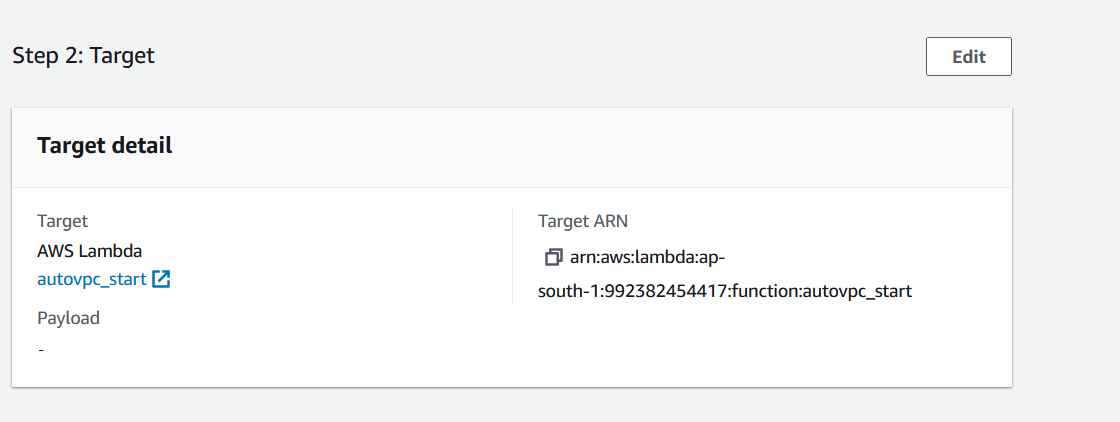 Step 2: Target
Edit
Target detail
Target
AWS Lambda
autovpc_start
Payload
-
Target ARN
arn:aws:lambda:ap-
south-1:992382454417:function:autovpc_start